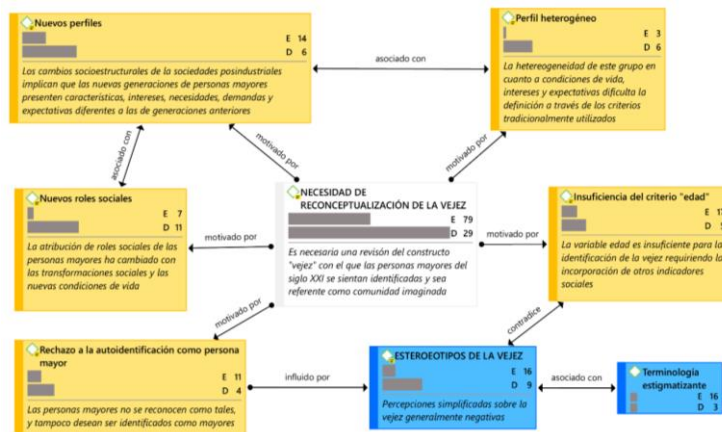 Nuevos perfiles
E 14
D 6
Los cambios socioestructurales de la sociedades posindustriales
implican que las nuevas generaciones de personas mayores
presenten características, intereses, necesidades, demandas y
expectativas diferentes a las de generaciones anteriores
Perfil heterogéneo
E 3
D 6
La hetereogeneidad de este grupo en
cuanto a condiciones de vida,
intereses y expectativas dificulta la
definición a través de los criterios
tradicionalmente utilizados
asociado con
asociado con
motivado por
motivado por
Nuevos roles sociales
E 7
D 11
La atribución de roles sociales de las
personas mayores ha cambiado con
las transformaciones sociales y las
nuevas condiciones de vida
motivado por
NECESIDAD DE
RECONCEPTUALIZACIÓN DE LA VEJEZ
E 79
D 29
Es necesaria una revisión del constructo
"vejez" con el que las personas mayores del
siglo XXI se sientan identificadas y sea
referente como comunidad imaginada
motivado por
Insuficiencia del criterio "edad"
E
D
La variable edad es insuficiente para la
identificación de la vejez requiriendo la
incorporación de otros indicadores
sociales
motivado por
contradice
Rechazo a la autoidentificación como persona
mayor
E 11
D 4
Las personas mayores no se reconocen como tales,
y tampoco desean ser identificados como mayores
influido por
ESTEROEOTIPOS DE LA VEJEZ
E 16
D 9
Percepciones simplificadas sobre la
vejez generalmente negativas
asociado con
Terminología
estigmatizante
E 16
D 3